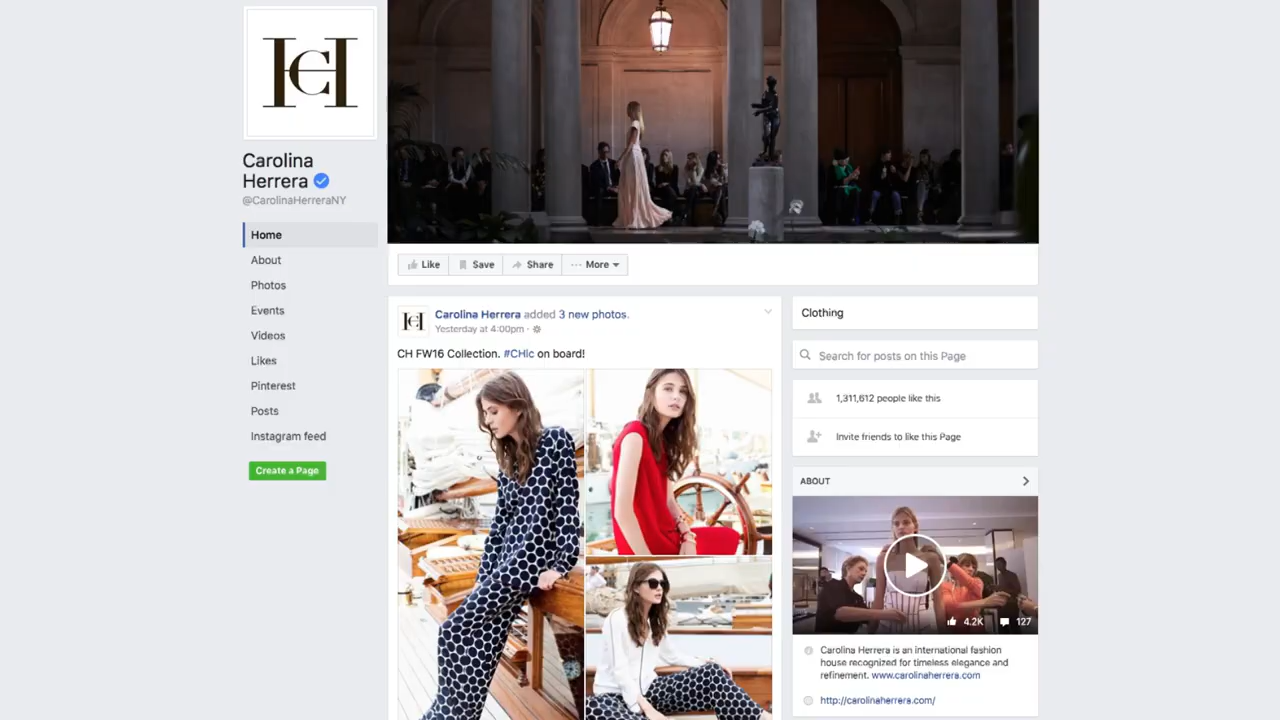 CH
Carolina
Herrera
@CarolinaHerreraNY
Home
About
Photos
Events
Videos
Likes
Pinterest
Posts
Instagram feed
Create a Page
Like
Save
Share
More
CH
Carolina Herrera added 3 new photos.
Yesterday at 4:00pm ·
CH FW16 Collection. #CHic on board!
Clothing
Search for posts on this Page
1,311,612 people like this
Invite friends to like this Page
ABOUT
4.2K
127
Carolina Herrera is an international fashion
house recognized for timeless elegance and
refinement. www.carolinaherrera.com
http://carolinaherrera.com/